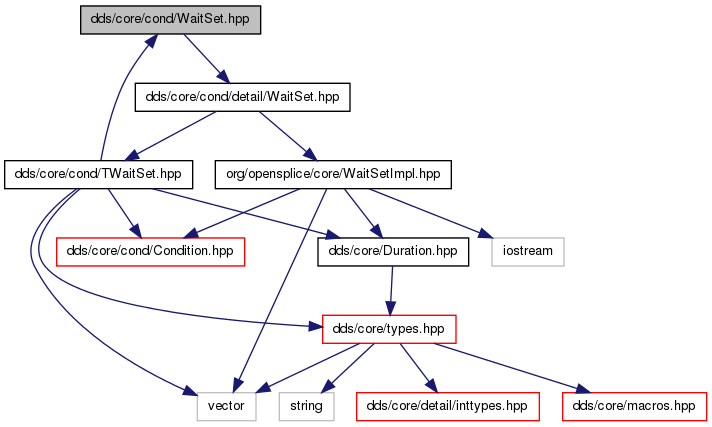 dds/core/cond/WaitSet.hpp
dds/core/cond/detail/WaitSet.hpp
dds/core/cond/TWaitSet.hpp
org/opensplice/core/WaitSetImpl.hpp
dds/core/cond/Condition.hpp
dds/core/Duration.hpp
iostream
dds/core/types.hpp
vector
string
dds/core/detail/inttypes.hpp
dds/core/macros.hpp